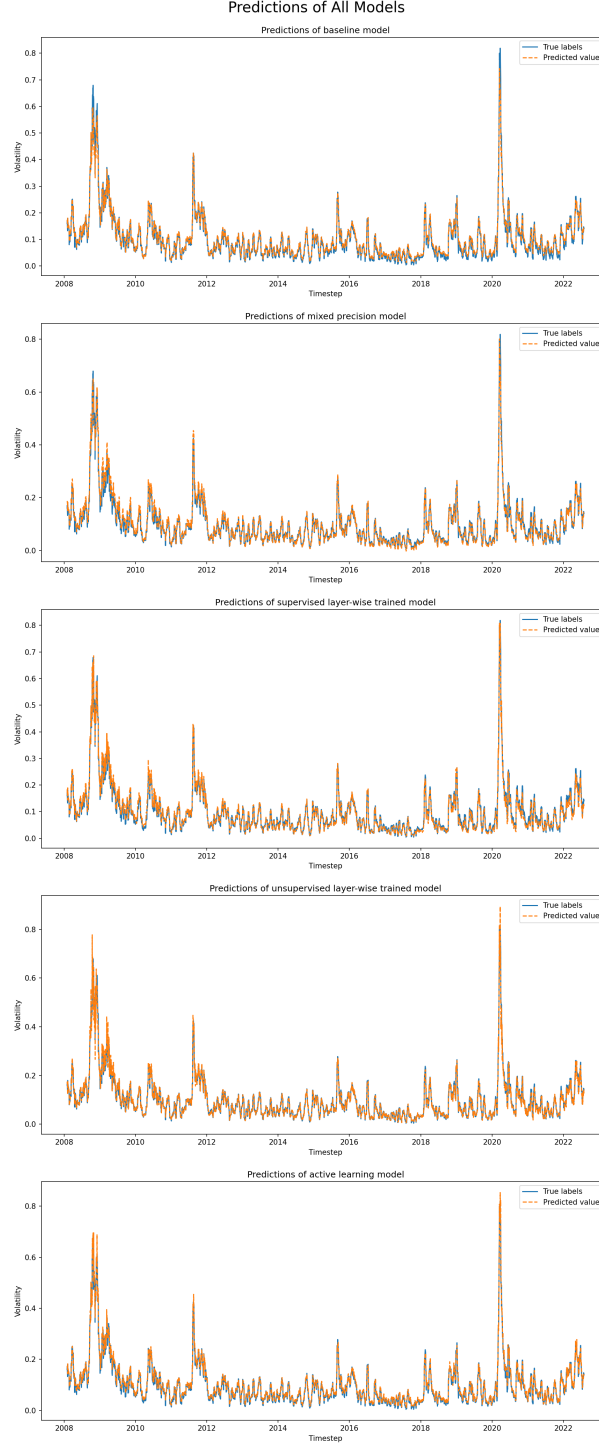 Predictions of All Models
Predictions of baseline model
True labels
Predicted value
0.8
0.7
0.6
0.5
0.4
0.3
0.2
0.1
0.0
Volatility
2008 2010 2012 2014 2016 2018 2020 2022
Timestep
Predictions of mixed precision model
True labels
Predicted value
0.8
0.6
0.4
0.2
0.0
Volatility
2008 2010 2012 2014 2016 2018 2020 2022
Timestep
Predictions of supervised layer-wise trained model
True labels
Predicted value
0.8
0.7
0.6
0.5
0.4
0.3
0.2
0.1
0.0
Volatility
2008 2010 2012 2014 2016 2018 2020 2022
Timestep
Predictions of unsupervised layer-wise trained model
True labels
Predicted value
0.8
0.6
0.4
0.2
0.0
Volatility
2008 2010 2012 2014 2016 2018 2020 2022
Timestep
Predictions of active learning model
True labels
Predicted value
0.8
0.6
0.4
0.2
0.0
Volatility
2008 2010 2012 2014 2016 2018 2020 2022
Timestep